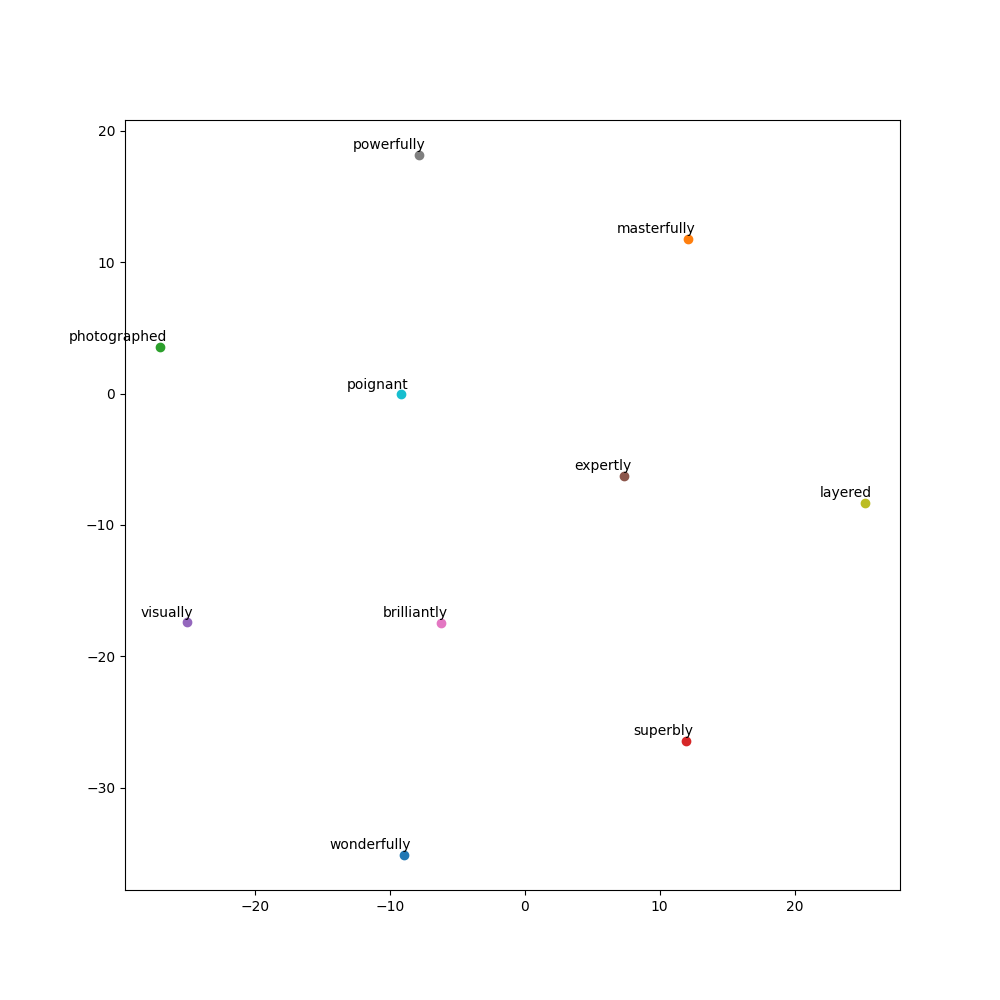 20
powerfully
masterfully
10
photographed
poignant
0
expertly
layered
−10
visually
brilliantly
−20
superbly
−30
wonderfully
−20 −10 0 10 20